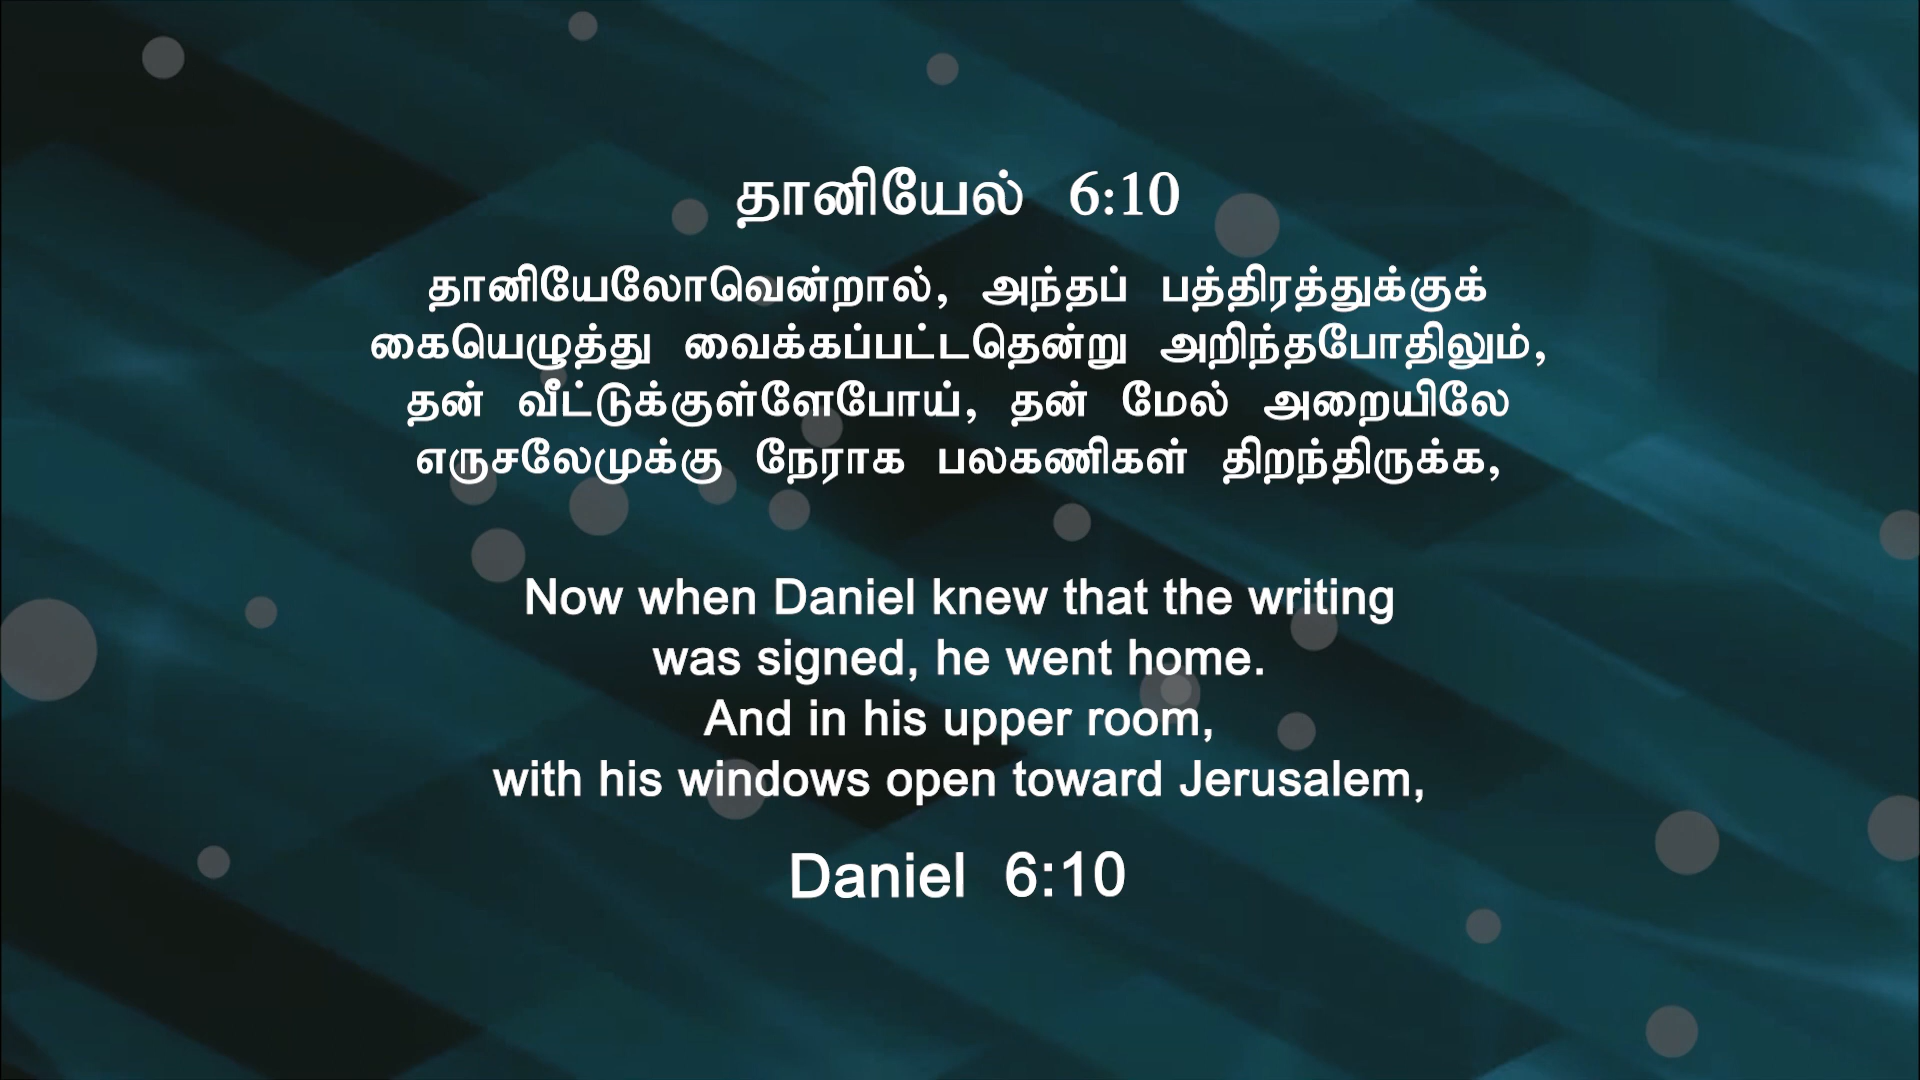 தானியேல் 6:10
தானியேலோவென்றால், அந்தப் பத்திரத்துக்குக்
கையெழுத்து வைக்கப்பட்டதென்று அறிந்தபோதிலும்,
தன் வீட்டுக்குள்ளேபோய், தன் மேல் அறையிலே
எருசலேமுக்கு நேராக பலகணிகள் திறந்திருக்க,
Now when Daniel knew that the writing
was signed, he went home.
And in his upper room,
with his windows open toward Jerusalem,
Daniel 6:10